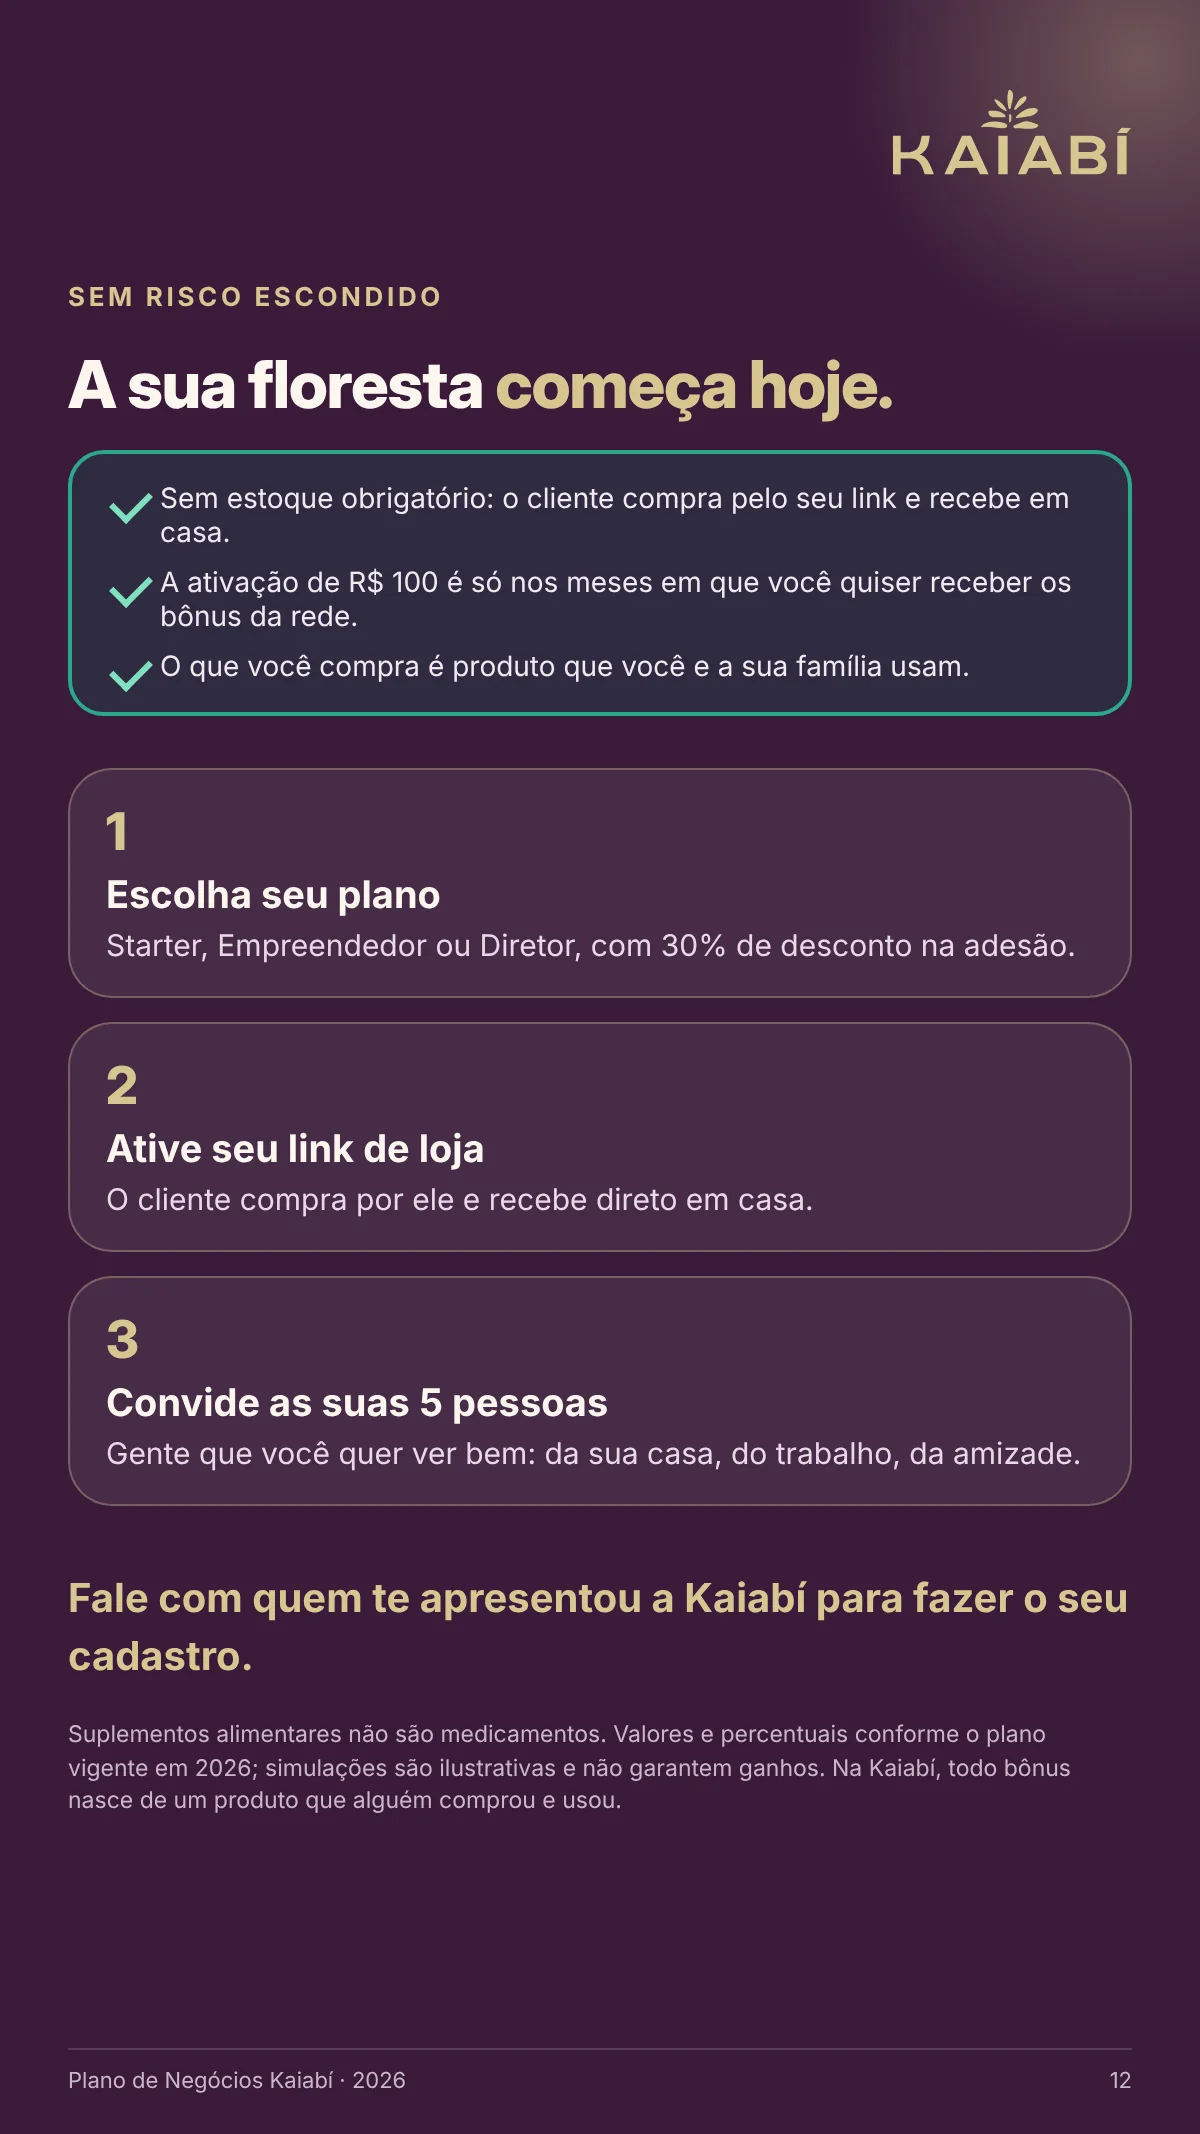 KAIABÍ
SEM RISCO ESCONDIDO
A sua floresta começa hoje.
Sem estoque obrigatório: o cliente compra pelo seu link e recebe em
casa.
A ativação de R$ 100 é só nos meses em que você quiser receber os
bônus da rede.
O que você compra é produto que você e a sua família usam.
1
Escolha seu plano
Starter, Empreendedor ou Diretor, com 30% de desconto na adesão.
2
Ative seu link de loja
O cliente compra por ele e recebe direto em casa.
3
Convide as suas 5 pessoas
Gente que você quer ver bem: da sua casa, do trabalho, da amizade.
Fale com quem te apresentou a Kaiabí para fazer o seu
cadastro.
Suplementos alimentares não são medicamentos. Valores e percentuais conforme o plano
vigente em 2026; simulações são ilustrativas e não garantem ganhos. Na Kaiabí, todo bônus
nasce de um produto que alguém comprou e usou.
Plano de Negócios Kaiabí · 2026
12